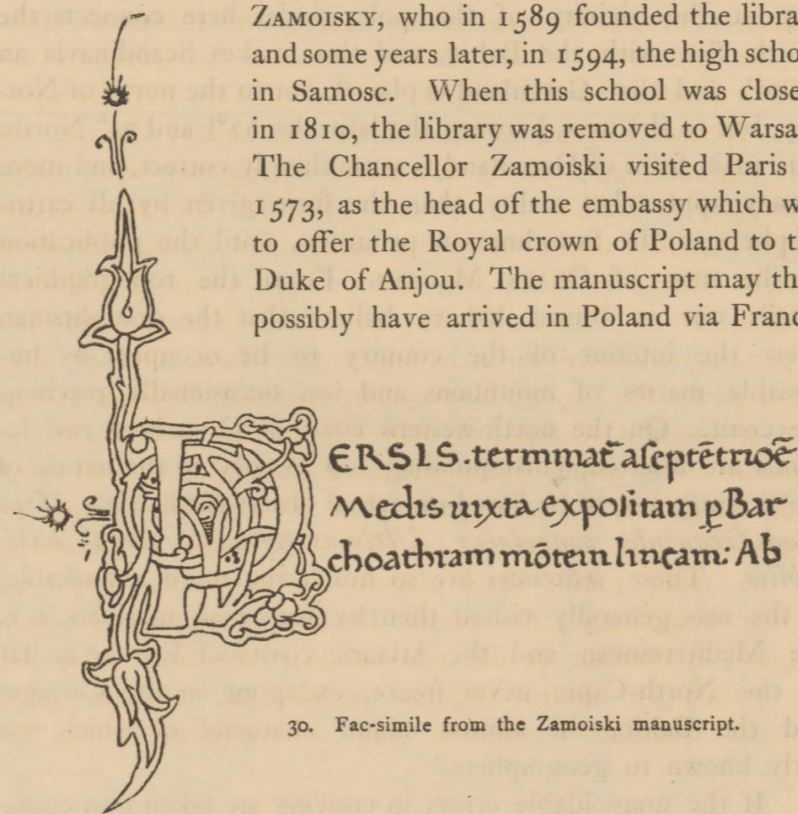 ZAMOISKY, who in 1589 founded the libra
and some years later, in 1594, the high scho
in Samosc. When this school was close
in 1810, the library was removed to Warsa
The Chancellor Zamoiski visited Paris
1573, as the head of the embassy which w
to offer the Royal crown of Poland to t
Duke of Anjou. The manuscript may th
possibly have arrived in Poland via Franc
PERSIS. terminat̄ aſeptētrioē
Medis iuxta expoſitam ꝑ Bar
choathram mōtem lineam: Ab
30. Fac-simile from the Zamoiski manuscript.